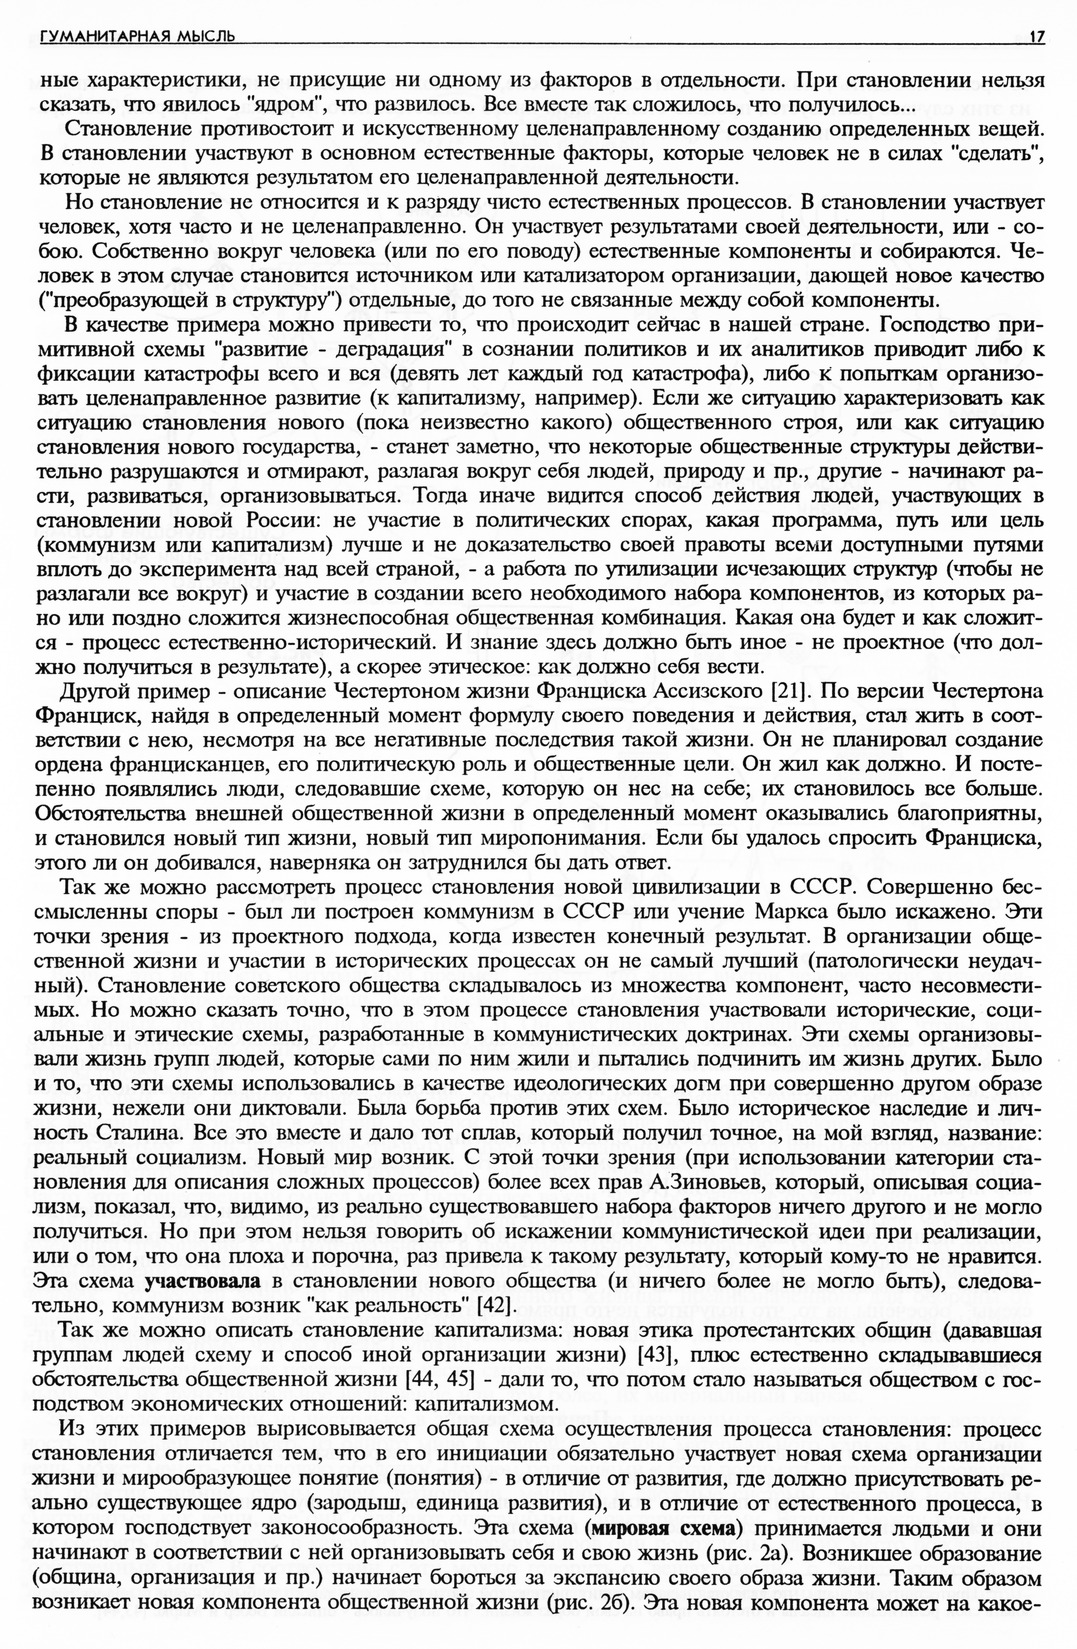 ГУМАНИТАРНАЯ МЫСЛЬ 17
ные характеристики, не присущие ни одному из факторов в отдельности. При становлении нельзя
сказать, что явилось "ядром", что развилось. Все вместе так сложилось, что получилось...
Становление противостоит и искусственному целенаправленному созданию определенных вещей.
В становлении участвуют в основном естественные факторы, которые человек не в силах "сделать",
которые не являются результатом его целенаправленной деятельности.
Но становление не относится и к разряду чисто естественных процессов. В становлении участвует
человек, хотя часто и не целенаправленно. Он участвует результатами своей деятельности, или - со-
бою. Собственно вокруг человека (или по его поводу) естественные компоненты и собираются. Че-
ловек в этом случае становится источником или катализатором организации, дающей новое качество
("преобразующей в структуру") отдельные, до того не связанные между собой компоненты.
В качестве примера можно привести то, что происходит сейчас в нашей стране. Господство при-
митивной схемы "развитие - деградация" в сознании политиков и их аналитиков приводит либо к
фиксации катастрофы всего и вся (девять лет каждый год катастрофа), либо к попыткам организо-
вать целенаправленное развитие (к капитализму, например). Если же ситуацию характеризовать как
ситуацию становления нового (пока неизвестно какого) общественного строя, или как ситуацию
становления нового государства, - станет заметно, что некоторые общественные структуры действи-
тельно разрушаются и отмирают, разлагая вокруг себя людей, природу и пр., другие - начинают ра-
сти, развиваться, организовываться. Тогда иначе видится способ действия людей, участвующих в
становлении новой России: не участие в политических спорах, какая программа, путь или цель
(коммунизм или капитализм) лучше и не доказательство своей правоты всеми доступными путями
вплоть до эксперимента над всей страной, - а работа по утилизации исчезающих структур (чтобы не
разлагали все вокруг) и участие в создании всего необходимого набора компонентов, из которых ра-
но или поздно сложится жизнеспособная общественная комбинация. Какая она будет и как сложит-
ся - процесс естественно-исторический. И знание здесь должно быть иное - не проектное (что дол-
жно получиться в результате), а скорее этическое: как должно себя вести.
Другой пример - описание Честертоном жизни Франциска Ассизского [21]. По версии Честертона
Франциск, найдя в определенный момент формулу своего поведения и действия, стал жить в соот-
ветствии с нею, несмотря на все негативные последствия такой жизни. Он не планировал создание
ордена францисканцев, его политическую роль и общественные цели. Он жил как должно. И посте-
пенно появлялись люди, следовавшие схеме, которую он нес на себе; их становилось все больше.
Обстоятельства внешней общественной жизни в определенный момент оказывались благоприятны,
и становился новый тип жизни, новый тип миропонимания. Если бы удалось спросить Франциска,
этого ли он добивался, наверняка он затруднился бы дать ответ.
Так же можно рассмотреть процесс становления новой цивилизации в СССР. Совершенно бес-
смысленны споры - был ли построен коммунизм в СССР или учение Маркса было искажено. Эти
точки зрения - из проектного подхода, когда известен конечный результат. В организации обще-
ственной жизни и участии в исторических процессах он не самый лучший (патологически неудач-
ный). Становление советского общества складывалось из множества компонент, часто несовмести-
мых. Но можно сказать точно, что в этом процессе становления участвовали исторические, соци-
альные и этические схемы, разработанные в коммунистических доктринах. Эти схемы организовы-
вали жизнь групп людей, которые сами по ним жили и пытались подчинить им жизнь других. Было
и то, что эти схемы использовались в качестве идеологических догм при совершенно другом образе
жизни, нежели они диктовали. Была борьба против этих схем. Было историческое наследие и лич-
ность Сталина. Все это вместе и дало тот сплав, который получил точное, на мой взгляд, название:
реальный социализм. Новый мир возник. С этой точки зрения (при использовании категории ста-
новления для описания сложных процессов) более всех прав А.Зиновьев, который, описывая социа-
лизм, показал, что, видимо, из реально существовавшего набора факторов ничего другого и не могло
получиться. Но при этом нельзя говорить об искажении коммунистической идеи при реализации,
или о том, что она плоха и порочна, раз привела к такому результату, который кому-то не нравится.
Эта схема участвовала в становлении нового общества (и ничего более не могло быть), следова-
тельно, коммунизм возник "как реальность" [42].
Так же можно описать становление капитализма: новая этика протестантских общин (дававшая
группам людей схему и способ иной организации жизни) [43], плюс естественно складывавшиеся
обстоятельства общественной жизни [44, 45] - дали то, что потом стало называться обществом с гос-
подством экономических отношений: капитализмом.
Из этих примеров вырисовывается общая схема осуществления процесса становления: процесс
становления отличается тем, что в его инициации обязательно участвует новая схема организации
жизни и мирообразующее понятие (понятия) - в отличие от развития, где должно присутствовать ре-
ально существующее ядро (зародыш, единица развития), и в отличие от естественного процесса, в
котором господствует законосообразность. Эта схема (мировая схема) принимается людьми и они
начинают в соответствии с ней организовывать себя и свою жизнь (рис. 2а). Возникшее образование
(община, организация и пр.) начинает бороться за экспансию своего образа жизни. Таким образом
возникает новая компонента общественной жизни (рис. 2б). Эта новая компонента может на какое-